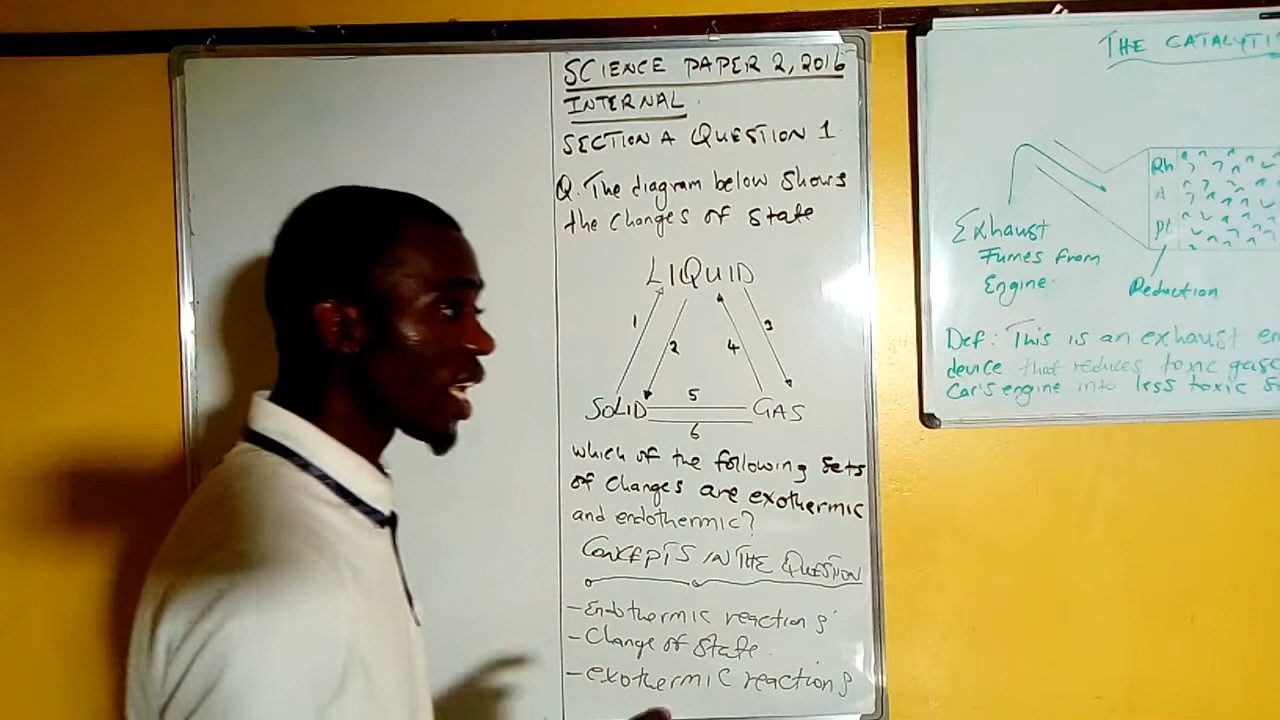 SCIENCE PAPER 2, 2016
INTERNAL
SECTION A QUESTION 1
Q. The diagram below shows
the changes of state
LIQUID
1
2
4
3
SOLID
5
GAS
6
which of the following sets
of changes are exothermic
and endothermic?
CONCEPTS IN THE QUESTION
- Endothermic reactions
- Change of state
- exothermic reactions
THE CATALYTI
Rh
Pt
Exhaust
Fumes from
Engine
Reduction
Def: This is an exhaust
device that reduces toxic
Car's engine into less toxic